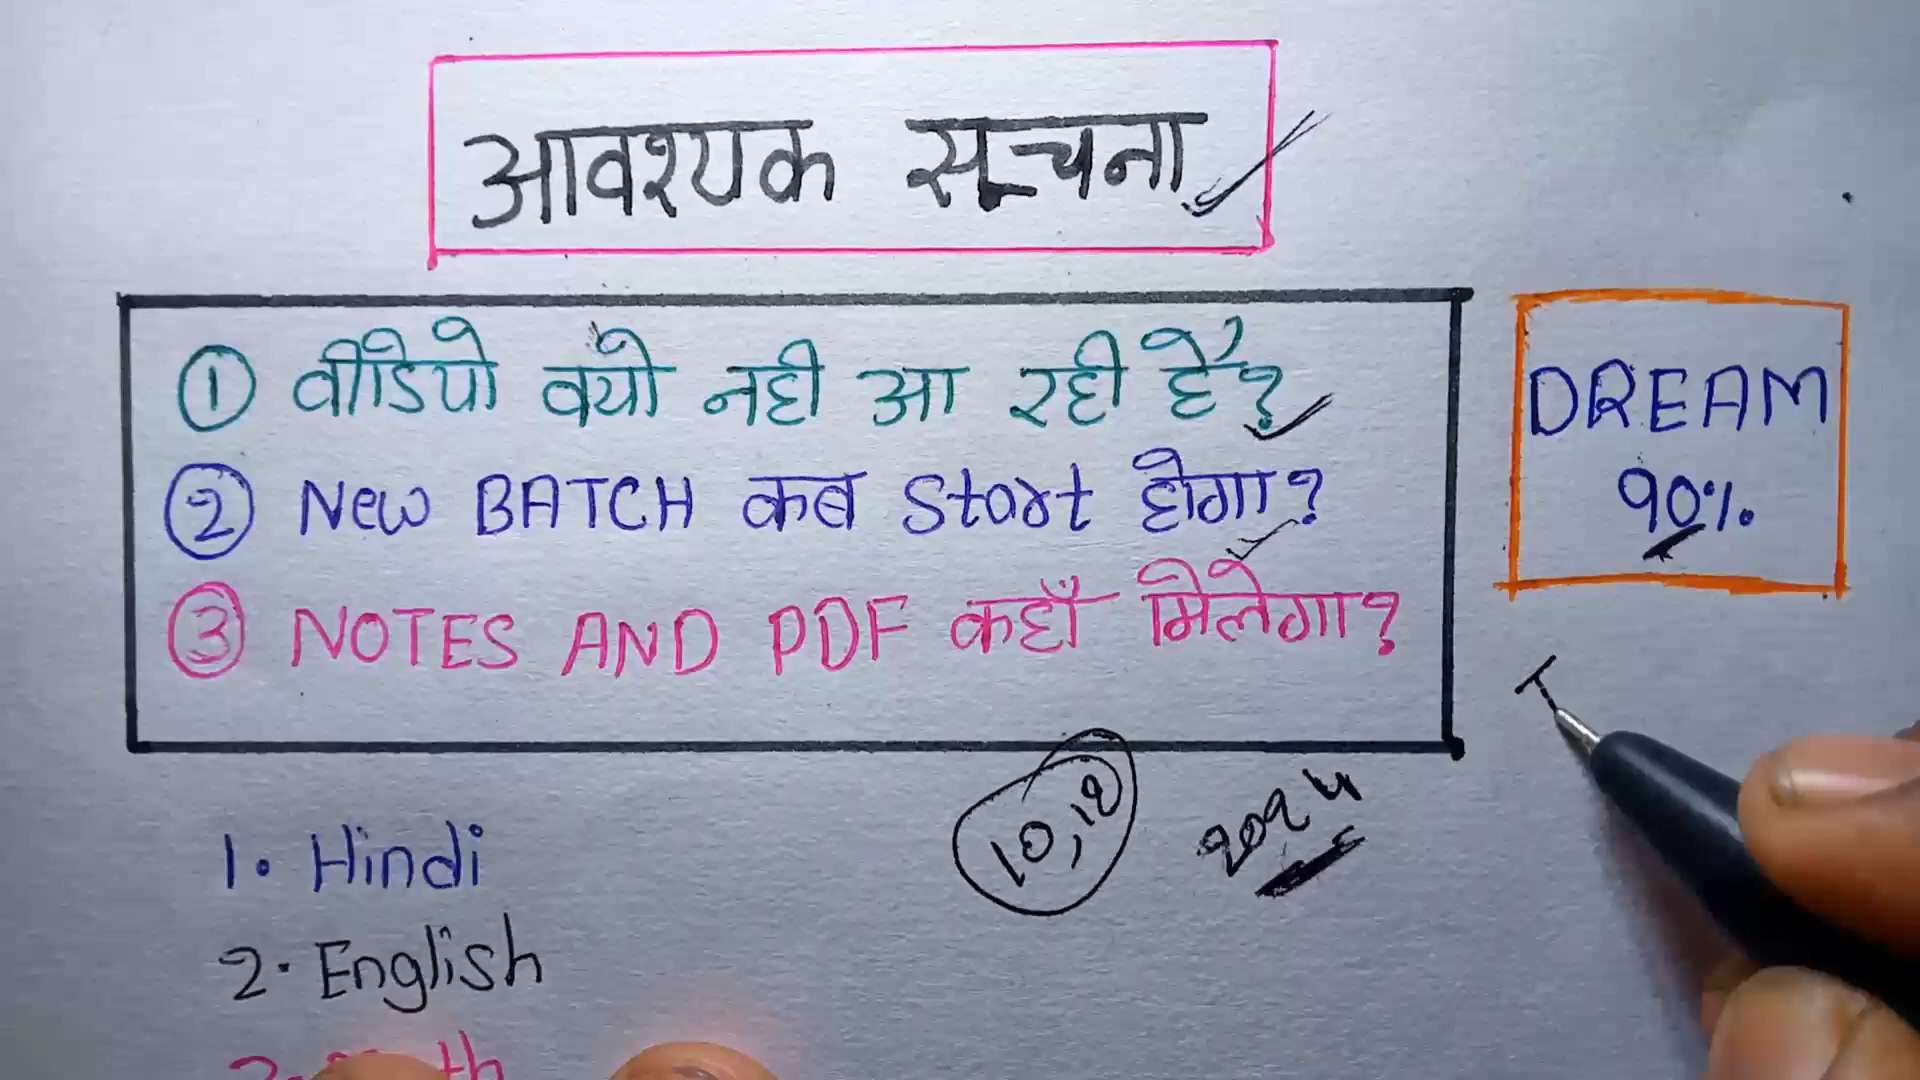 आवश्यक सूचना
① वीडियो क्यो नही आ रही है?
② New BATCH कब Start होगा?
③ NOTES AND PDF कहाँ मिलेगा?
DREAM
90%
10, 12
1. Hindi
2. English